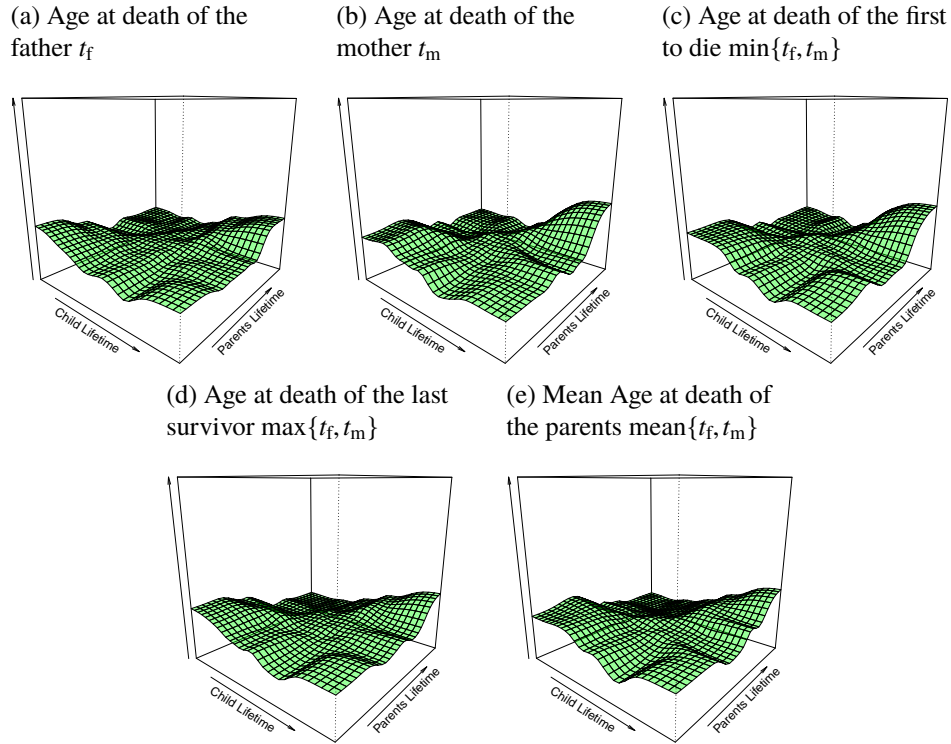 (a) Age at death of the
father t_f
(b) Age at death of the
mother t_m
(c) Age at death of the first
to die min{t_f, t_m}
Child Lifetime
Parents Lifetime
Child Lifetime
Parents Lifetime
Child Lifetime
Parents Lifetime
(d) Age at death of the last
survivor max{t_f, t_m}
(e) Mean Age at death of
the parents mean{t_f, t_m}
Child Lifetime
Parents Lifetime
Child Lifetime
Parents Lifetime